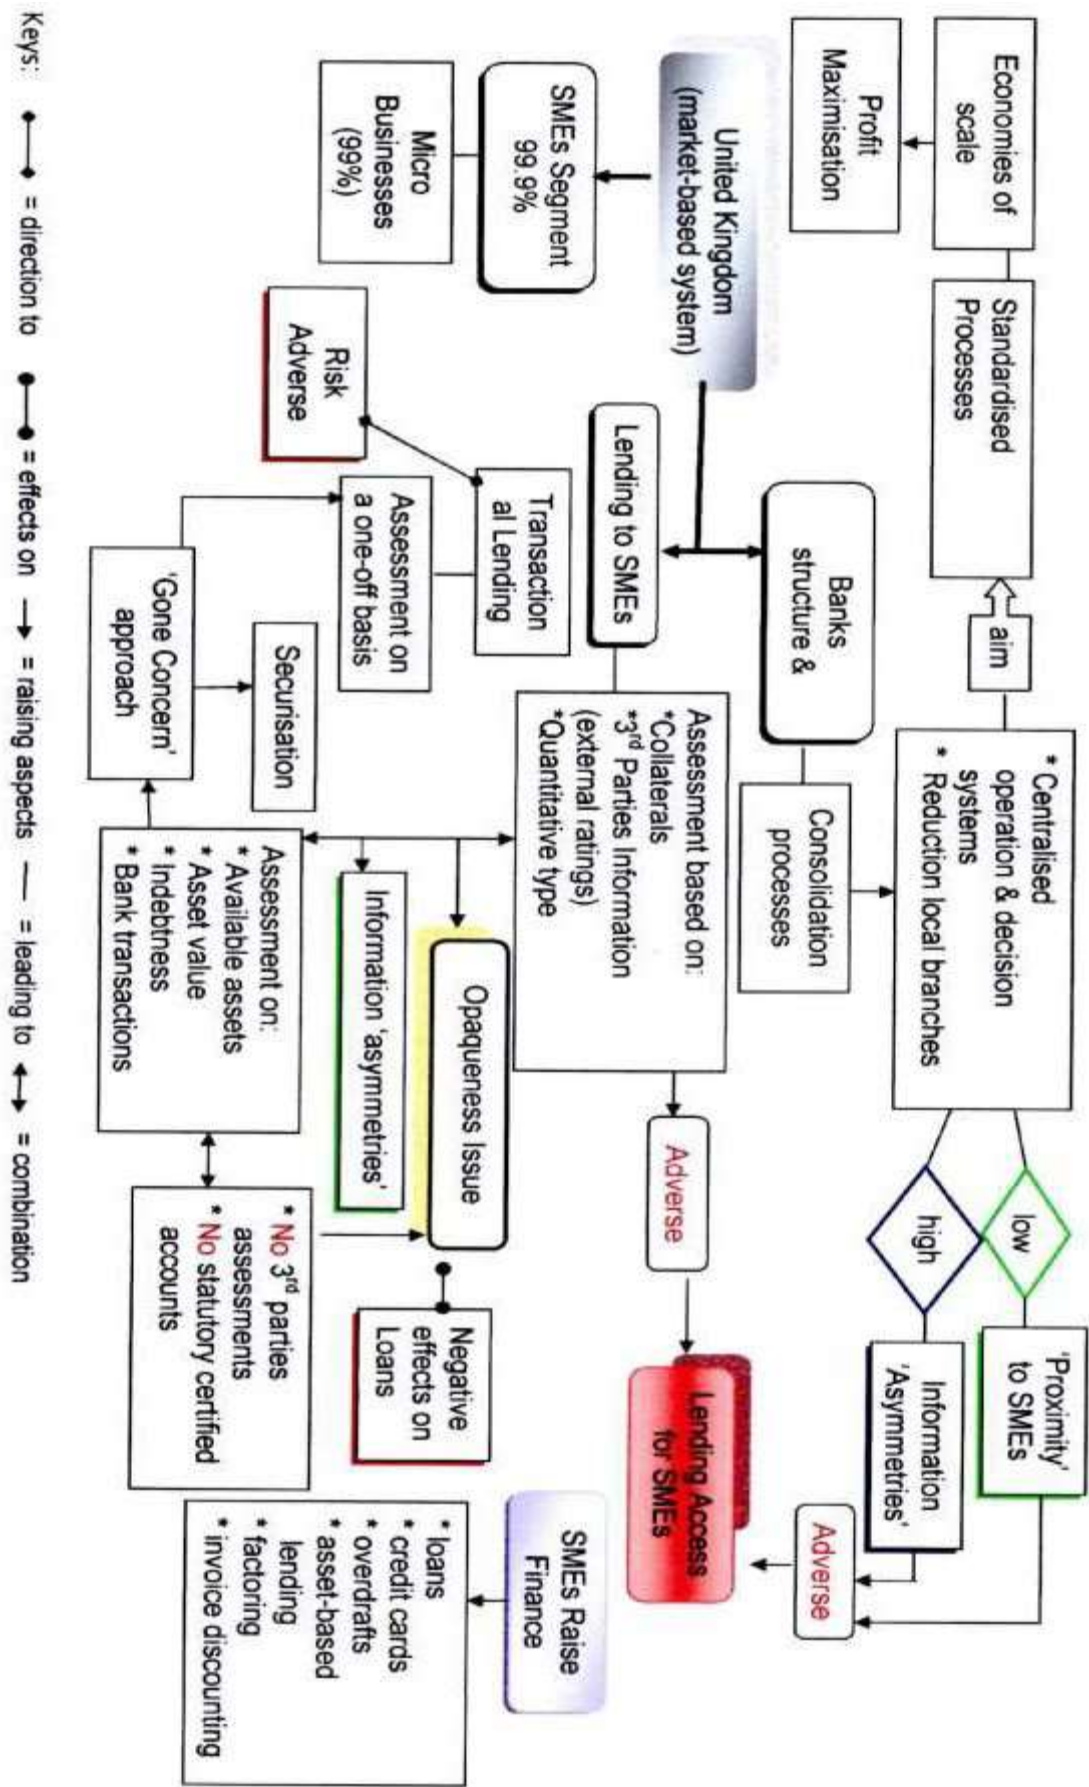 Economies of
scale
Profit
Maximisation
Standardised
Processes
aim
* Centralised
operation & decision
systems
* Reduction local branches
low
high
'Proximity'
to SMEs
Information
'Asymmetries'
Adverse
United Kingdom
(market-based system)
Banks
structure &
Consolidation
processes
Lending to SMEs
SMEs Segment
99.9%
Micro
Businesses
(99%)
Assessment based on:
*Collaterals
*3rd Parties Information
(external ratings)
*Quantitative type
Adverse
Lending Access
for SMEs
Transaction
al Lending
Risk
Adverse
Assessment on
a one-off basis
Securisation
'Gone Concern'
approach
Opaqueness Issue
Information 'asymmetries'
Assessment on:
* Available assets
* Asset value
* Indebtness
* Bank transactions
* No 3rd parties
assessments
* No statutory certified
accounts
Negative
effects on
Loans
SMEs Raise
Finance
* loans
* credit cards
* overdrafts
* asset-based
lending
* factoring
* invoice discounting
Keys: = direction to = effects on = raising aspects = leading to = combination